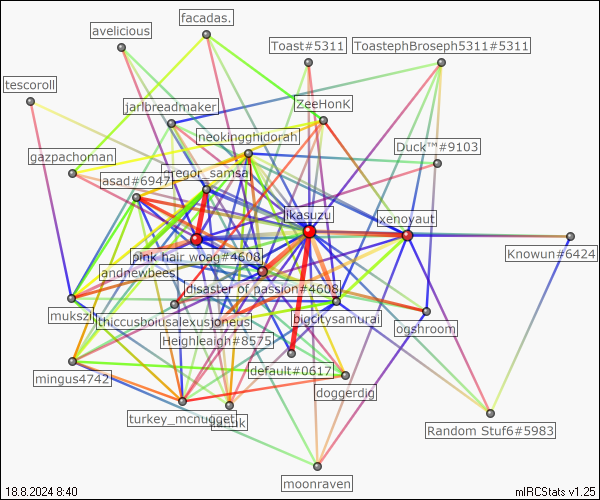 facadas.
avelicious
Toast#5311
ToastephBroseph5311#5311
tescoroll
jarlbreadmaker
ZeeHonK
neokingghidorah
Duck™#9103
gazpachoman
gregor_samsa
asad#6947
jikasuzu
xenoyaut
Knowun#6424
pink hair woag#4608
andnewbees
disaster of passion#4608
mukszi
thiccusboiusalexusjoneus
bigcitysamurai
ogshroom
Heighleigh#8575
default#0617
mingus4742
doggerdig
turkey_mcnugget
Random Stuf6#5983
moonraven
18.8.2024 8:40
mIRCStats v1.25